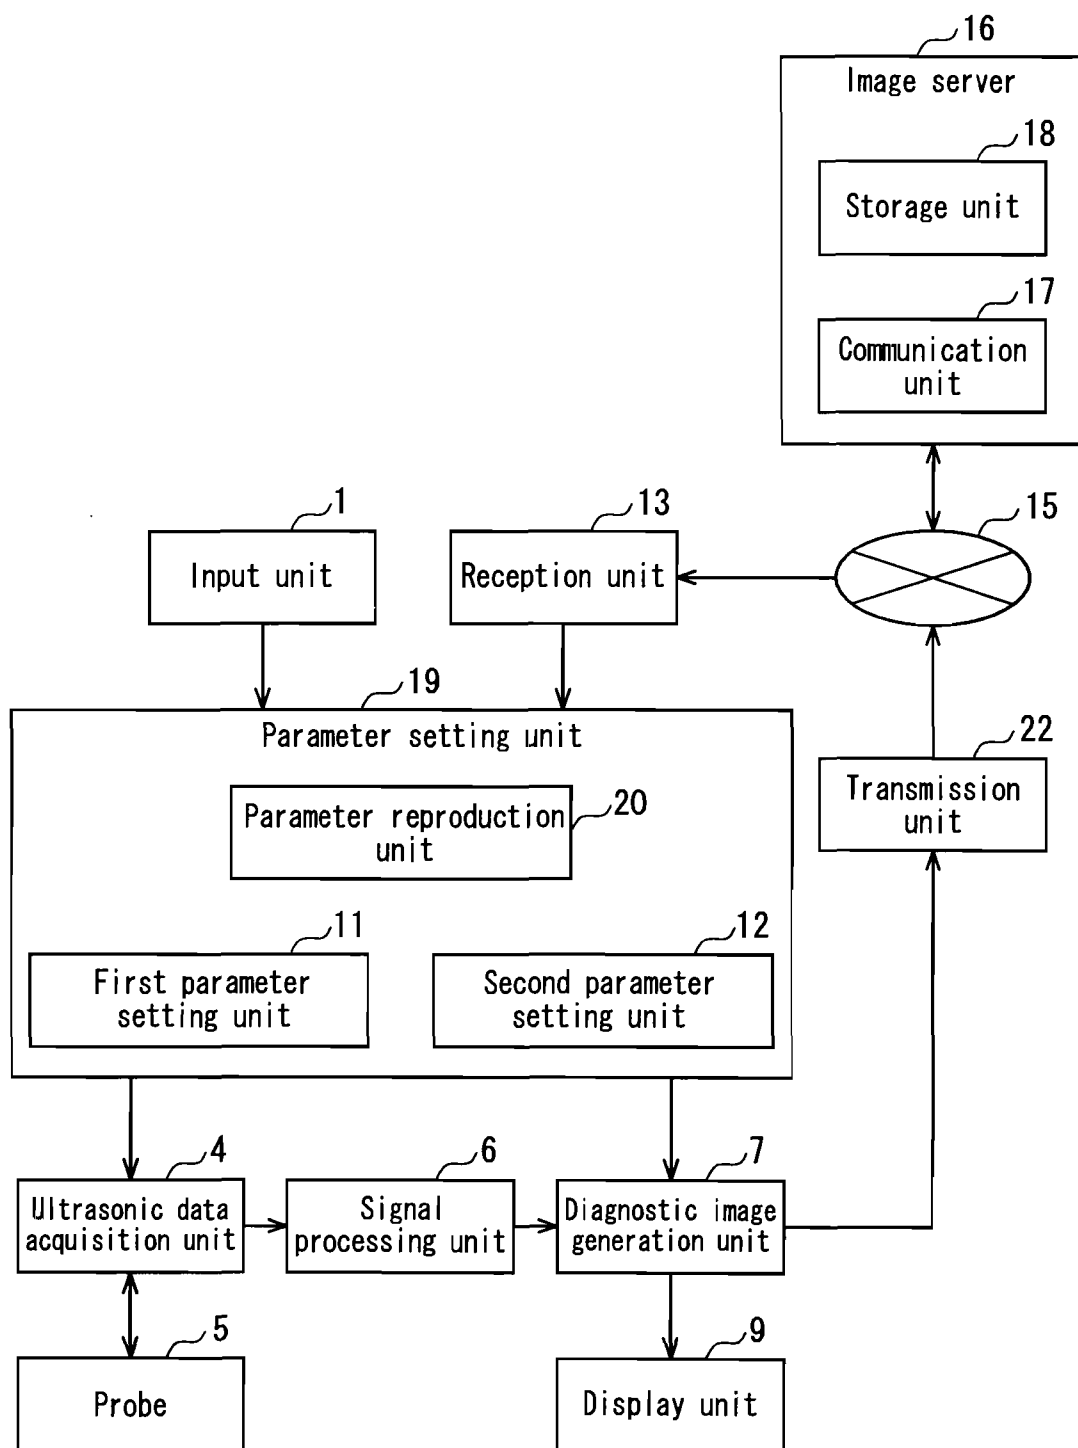 16
Image server
18
Storage unit
17
Communication
unit
1
Input unit
13
Reception unit
15
19
Parameter setting unit
Parameter reproduction
unit
20
22
Transmission
unit
11
First parameter
setting unit
12
Second parameter
setting unit
4
Ultrasonic data
acquisition unit
6
Signal
processing unit
7
Diagnostic image
generation unit
5
Probe
9
Display unit